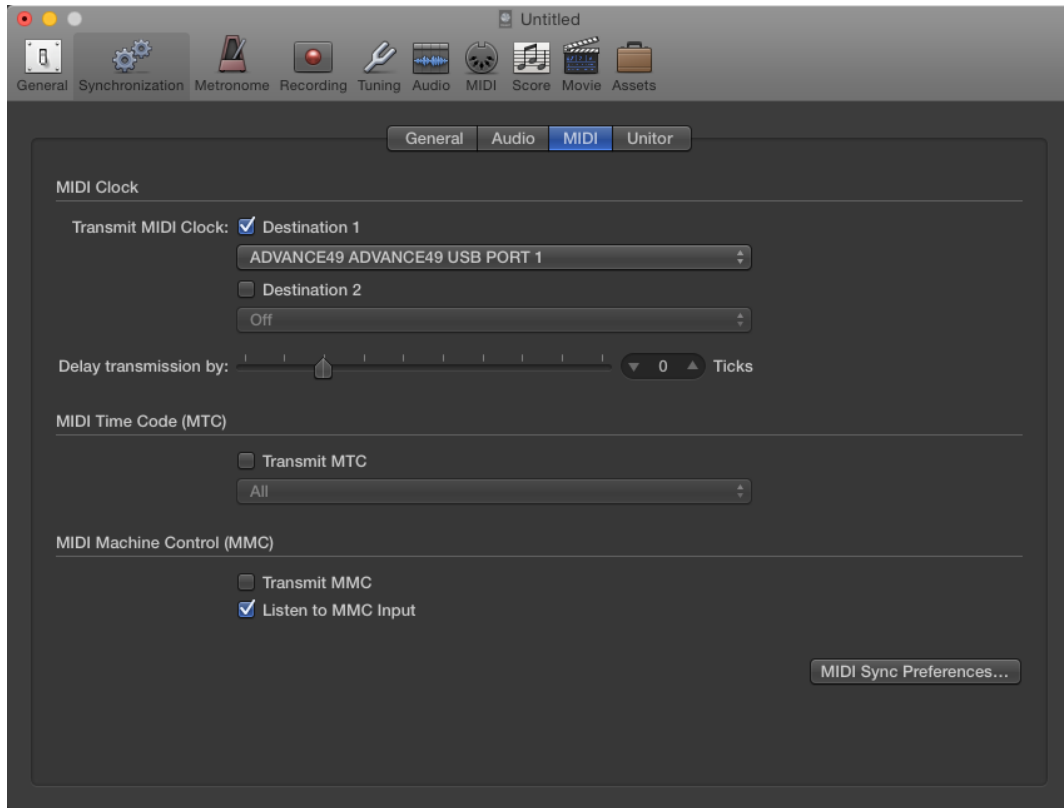 Untitled
General Synchronization Metronome Recording Tuning Audio MIDI Score Movie Assets
General Audio MIDI Unitor
MIDI Clock
Transmit MIDI Clock: Destination 1
ADVANCE49 ADVANCE49 USB PORT 1
Destination 2
Off
Delay transmission by: 0 Ticks
MIDI Time Code (MTC)
Transmit MTC
All
MIDI Machine Control (MMC)
Transmit MMC
Listen to MMC Input
MIDI Sync Preferences...